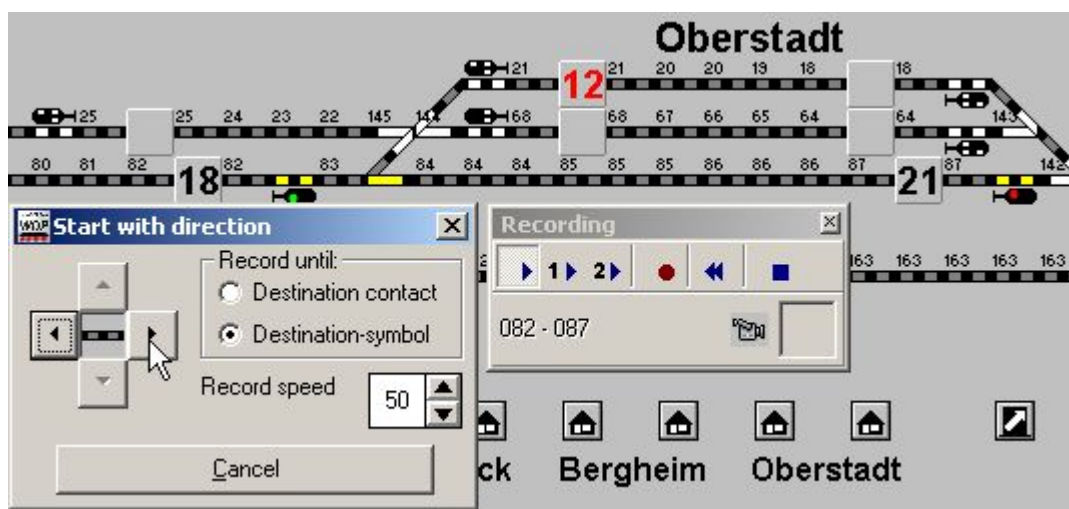 Oberstadt
21 12 21 20 20 19 18 18
25 25 24 23 22 145 144 68 68 67 66 65 64 64 143
80 81 82 18 82 83 84 84 84 85 85 85 86 86 86 87 21 87 142
Start with direction
Record until:
Destination contact
Destination-symbol
Record speed
50
Cancel
Recording
1 2
082 - 087
163 163 163 163 163
ck Bergheim Oberstadt